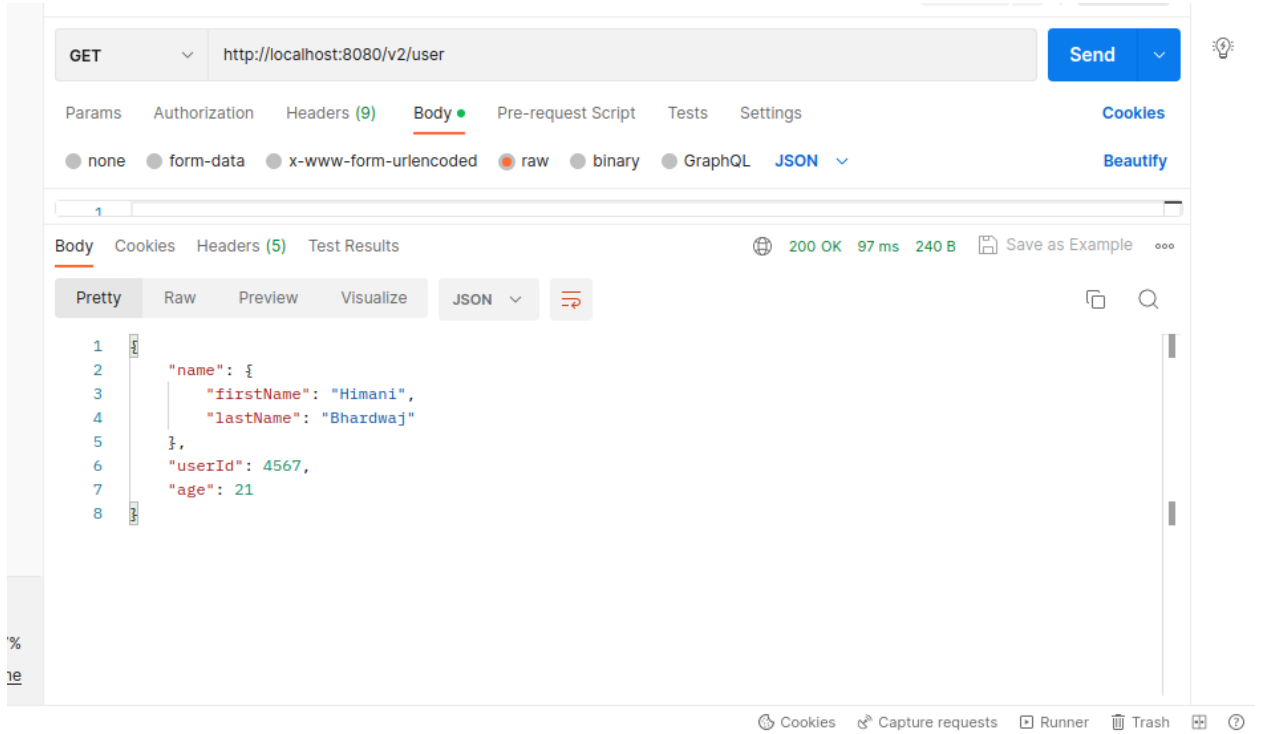 GET http://localhost:8080/v2/user Send
Params Authorization Headers (9) Body Pre-request Script Tests Settings Cookies
none form-data x-www-form-urlencoded raw binary GraphQL JSON Beautify
1
Body Cookies Headers (5) Test Results 200 OK 97 ms 240 B Save as Example
Pretty Raw Preview Visualize JSON
1 {
2 "name": {
3 "firstName": "Himani",
4 "lastName": "Bhardwaj"
5 },
6 "userId": 4567,
7 "age": 21
8 }
%
Cookies Capture requests Runner Trash